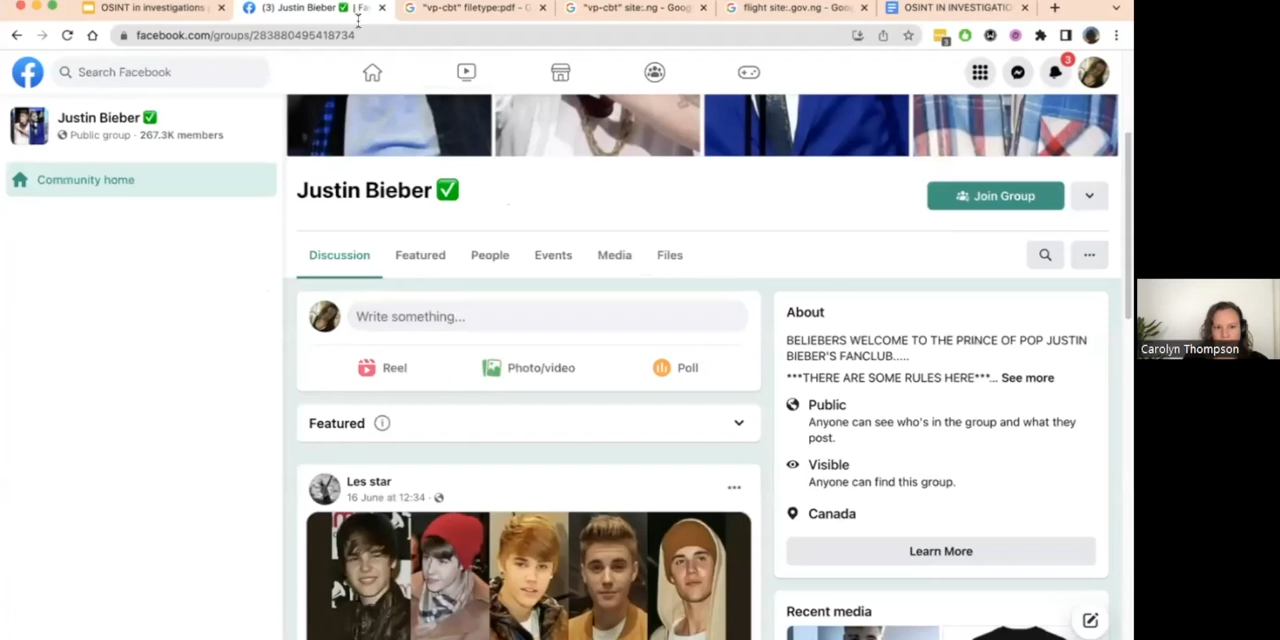 OSINT in investigations
(3) Justin Bieber ✅ | Fa
"vp-cbt" filetype:pdf - G
"vp-cbt" site:.ng - Goog
flight site:.gov.ng - Goog
OSINT IN INVESTIGATIO
facebook.com/groups/283880495418734
3
Search Facebook
3
Justin Bieber ✅
Public group · 267.3K members
Community home
Justin Bieber ✅
Join Group
Discussion
Featured
People
Events
Media
Files
Write something...
Reel
Photo/video
Poll
Featured
Les star
16 June at 12:34 ·
About
BELIEBERS WELCOME TO THE PRINCE OF POP JUSTIN
BIEBER'S FANCLUB.....
***THERE ARE SOME RULES HERE***... See more
Public
Anyone can see who's in the group and what they
post.
Visible
Anyone can find this group.
Canada
Learn More
Recent media
Carolyn Thompson